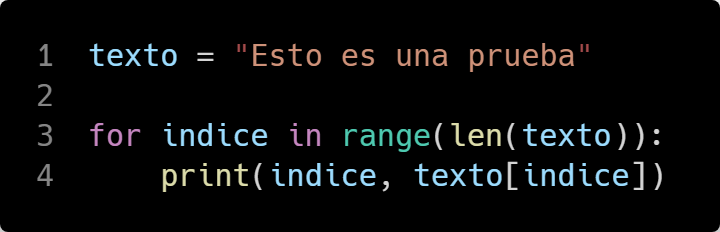 1 texto = "Esto es una prueba"
2
3 for indice in range(len(texto)):
4     print(indice, texto[indice])